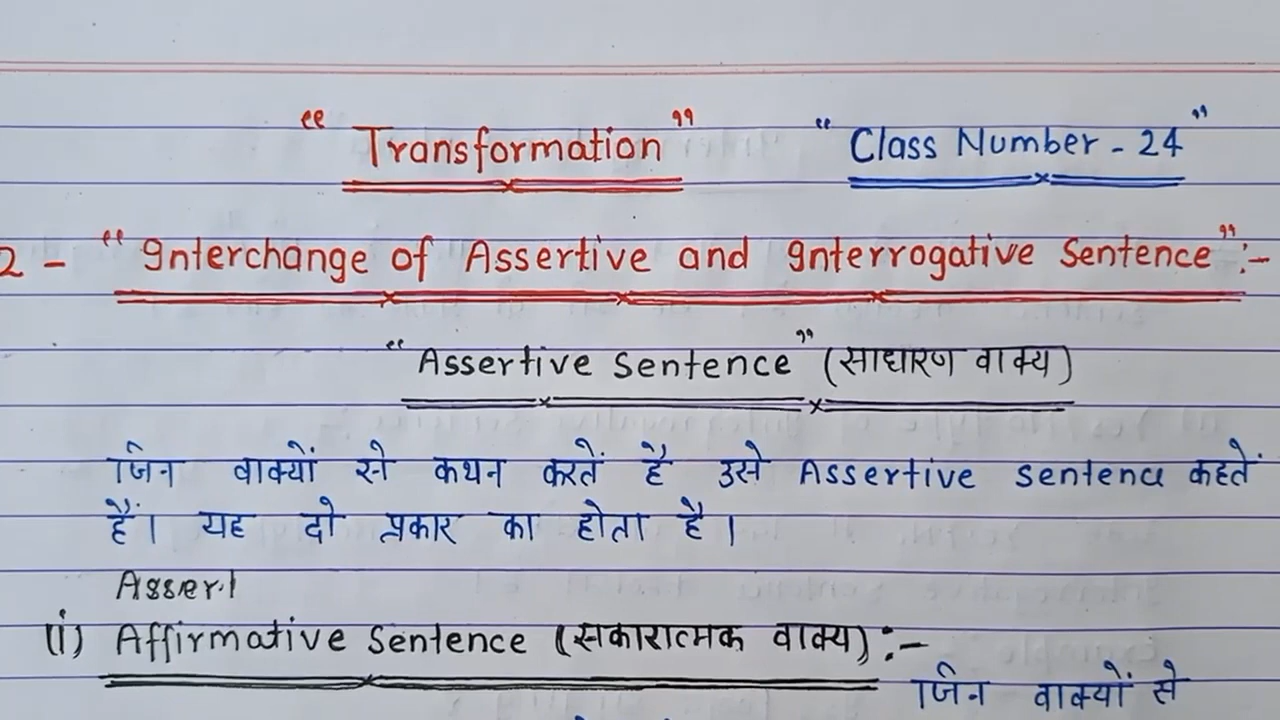 “Transformation” “Class Number - 24”
2 - “Interchange of Assertive and Interrogative Sentence” :-
“Assertive Sentence” (साधारण वाक्य)
जिन वाक्यों से कथन करतें है उसे Assertive sentence कहतें
हैं। यह दो प्रकार का होता है।
Assert
(i) Affirmative Sentence (सकारात्मक वाक्य) :-
जिन वाक्यों से